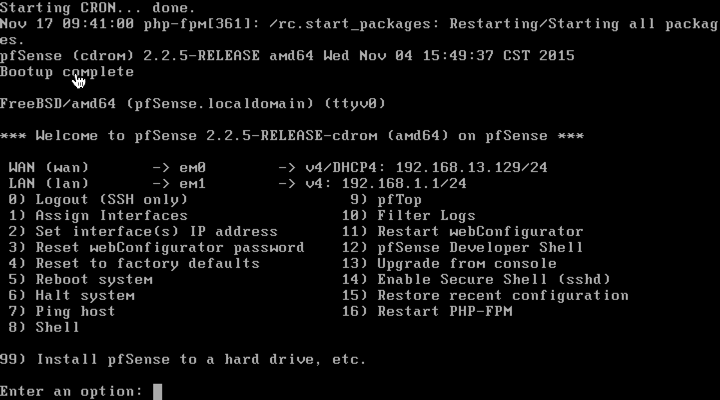 Starting CRON... done.
Nov 17 09:41:00 php-fpm[361]: /rc.start_packages: Restarting/Starting all packag
es.
pfSense (cdrom) 2.2.5-RELEASE amd64 Wed Nov 04 15:49:37 CST 2015
Bootup complete

FreeBSD/amd64 (pfSense.localdomain) (ttyv0)

*** Welcome to pfSense 2.2.5-RELEASE-cdrom (amd64) on pfSense ***

 WAN (wan)       -> em0        -> v4/DHCP4: 192.168.13.129/24
 LAN (lan)       -> em1        -> v4: 192.168.1.1/24
 0) Logout (SSH only)                  9) pfTop
 1) Assign Interfaces                 10) Filter Logs
 2) Set interface(s) IP address       11) Restart webConfigurator
 3) Reset webConfigurator password    12) pfSense Developer Shell
 4) Reset to factory defaults         13) Upgrade from console
 5) Reboot system                     14) Enable Secure Shell (sshd)
 6) Halt system                       15) Restore recent configuration
 7) Ping host                         16) Restart PHP-FPM
 8) Shell

99) Install pfSense to a hard drive, etc.

Enter an option: